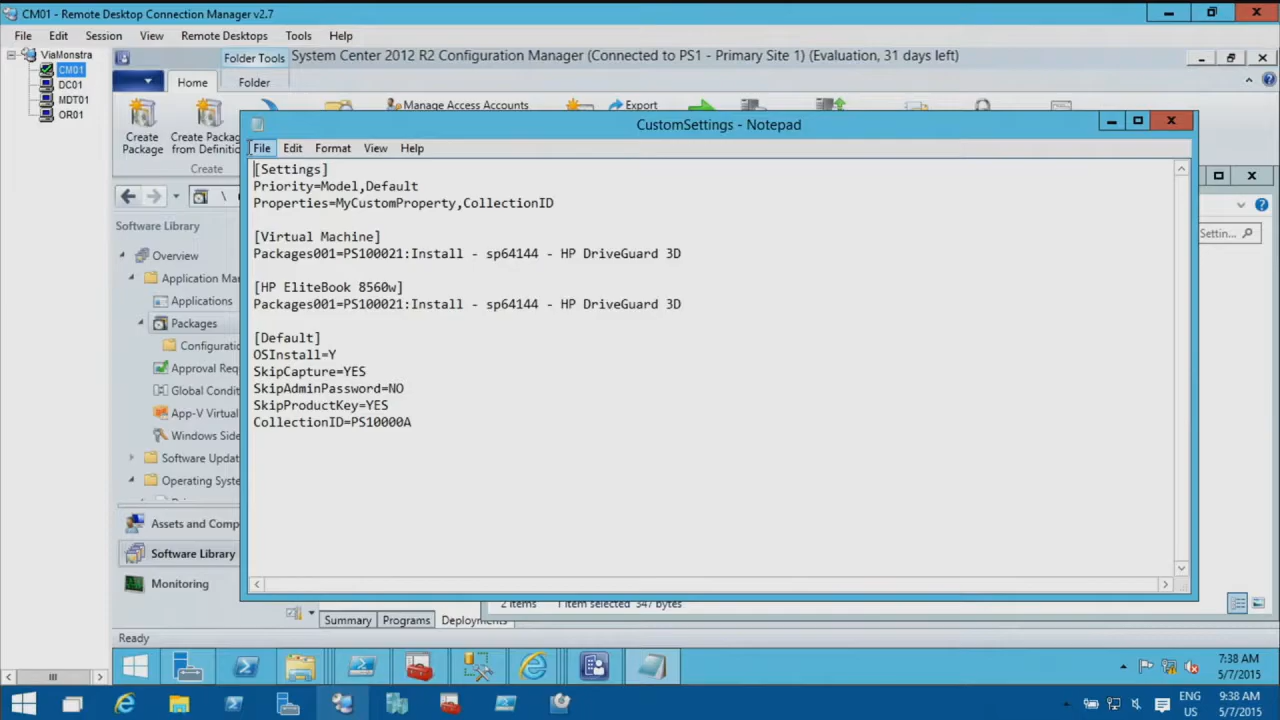 CM01 - Remote Desktop Connection Manager v2.7
File Edit Session View Remote Desktops Tools Help
ViaMonstra
CM01
DC01
MDT01
OR01
Folder Tools
System Center 2012 R2 Configuration Manager (Connected to PS1 - Primary Site 1) (Evaluation, 31 days left)
Home Folder
Create
Package
Create Packag
from Definitio
Manage Access Accounts
Export
Create
CustomSettings - Notepad
File Edit Format View Help
[Settings]
Priority=Model,Default
Properties=MyCustomProperty,CollectionID
[Virtual Machine]
Packages001=PS100021:Install - sp64144 - HP DriveGuard 3D
[HP EliteBook 8560w]
Packages001=PS100021:Install - sp64144 - HP DriveGuard 3D
[Default]
OSInstall=Y
SkipCapture=YES
SkipAdminPassword=NO
SkipProductKey=YES
CollectionID=PS10000A
\
Software Library
Overview
Application Mar
Applications
Packages
Configuratio
Approval Req
Global Condit
App-V Virtual
Windows Side
Software Updat
Operating Syste
Assets and Comp
Software Library
Monitoring
Settin...
2 items 1 item selected 347 bytes
Summary Programs Deployments
Ready
7:38 AM
5/7/2015
ENG
US
9:38 AM
5/7/2015